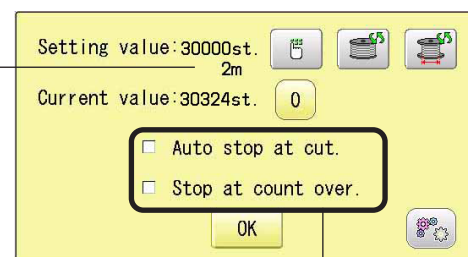 Setting value:30000st.
2m
Current value:30324st. 0
Auto stop at cut.
Stop at count over.
OK